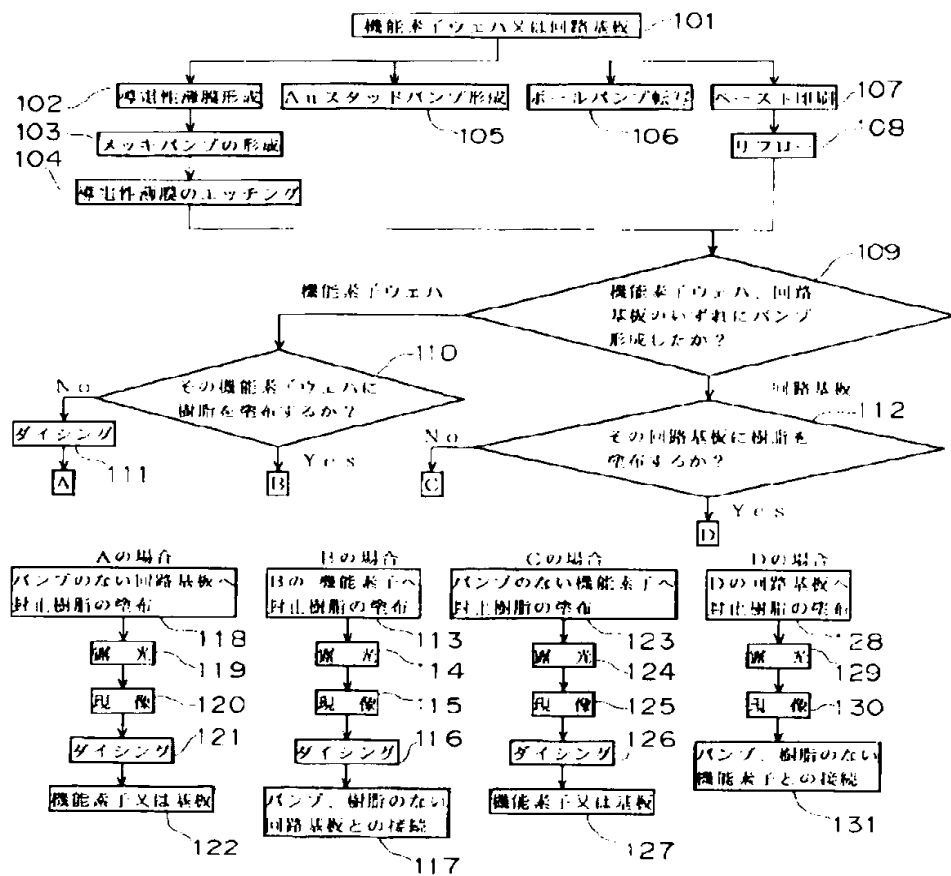 機能素子ウェハ又は回路基板
101
102
導電性薄膜形成
Auスタッドバンプ形成
ボールバンプ転写
ペースト印刷
107
103
105
106
108
メッキバンプの形成
リフロー
104
導電性薄膜のエッチング
109
機能素子ウェハ
機能素子ウェハ、回路
基板のいずれにバンプ
形成したか?
110
No
その機能素子ウェハに
樹脂を塗布するか?
回路基板
112
ダイシング
No
その回路基板に樹脂を
塗布するか?
111
Yes
A
B
C
Yes
D
Aの場合
バンプのない回路基板へ
封止樹脂の塗布
118
露光
119
現像
120
ダイシング
121
機能素子又は基板
122
Bの場合
Bの機能素子へ
封止樹脂の塗布
113
露光
14
現像
15
ダイシング
116
バンプ、樹脂のない
回路基板との接続
117
Cの場合
バンプのない機能素子へ
封止樹脂の塗布
123
露光
124
現像
125
ダイシング
126
機能素子又は基板
127
Dの場合
Dの回路基板へ
封止樹脂の塗布
128
露光
129
現像
130
バンプ、樹脂のない
機能素子との接続
131